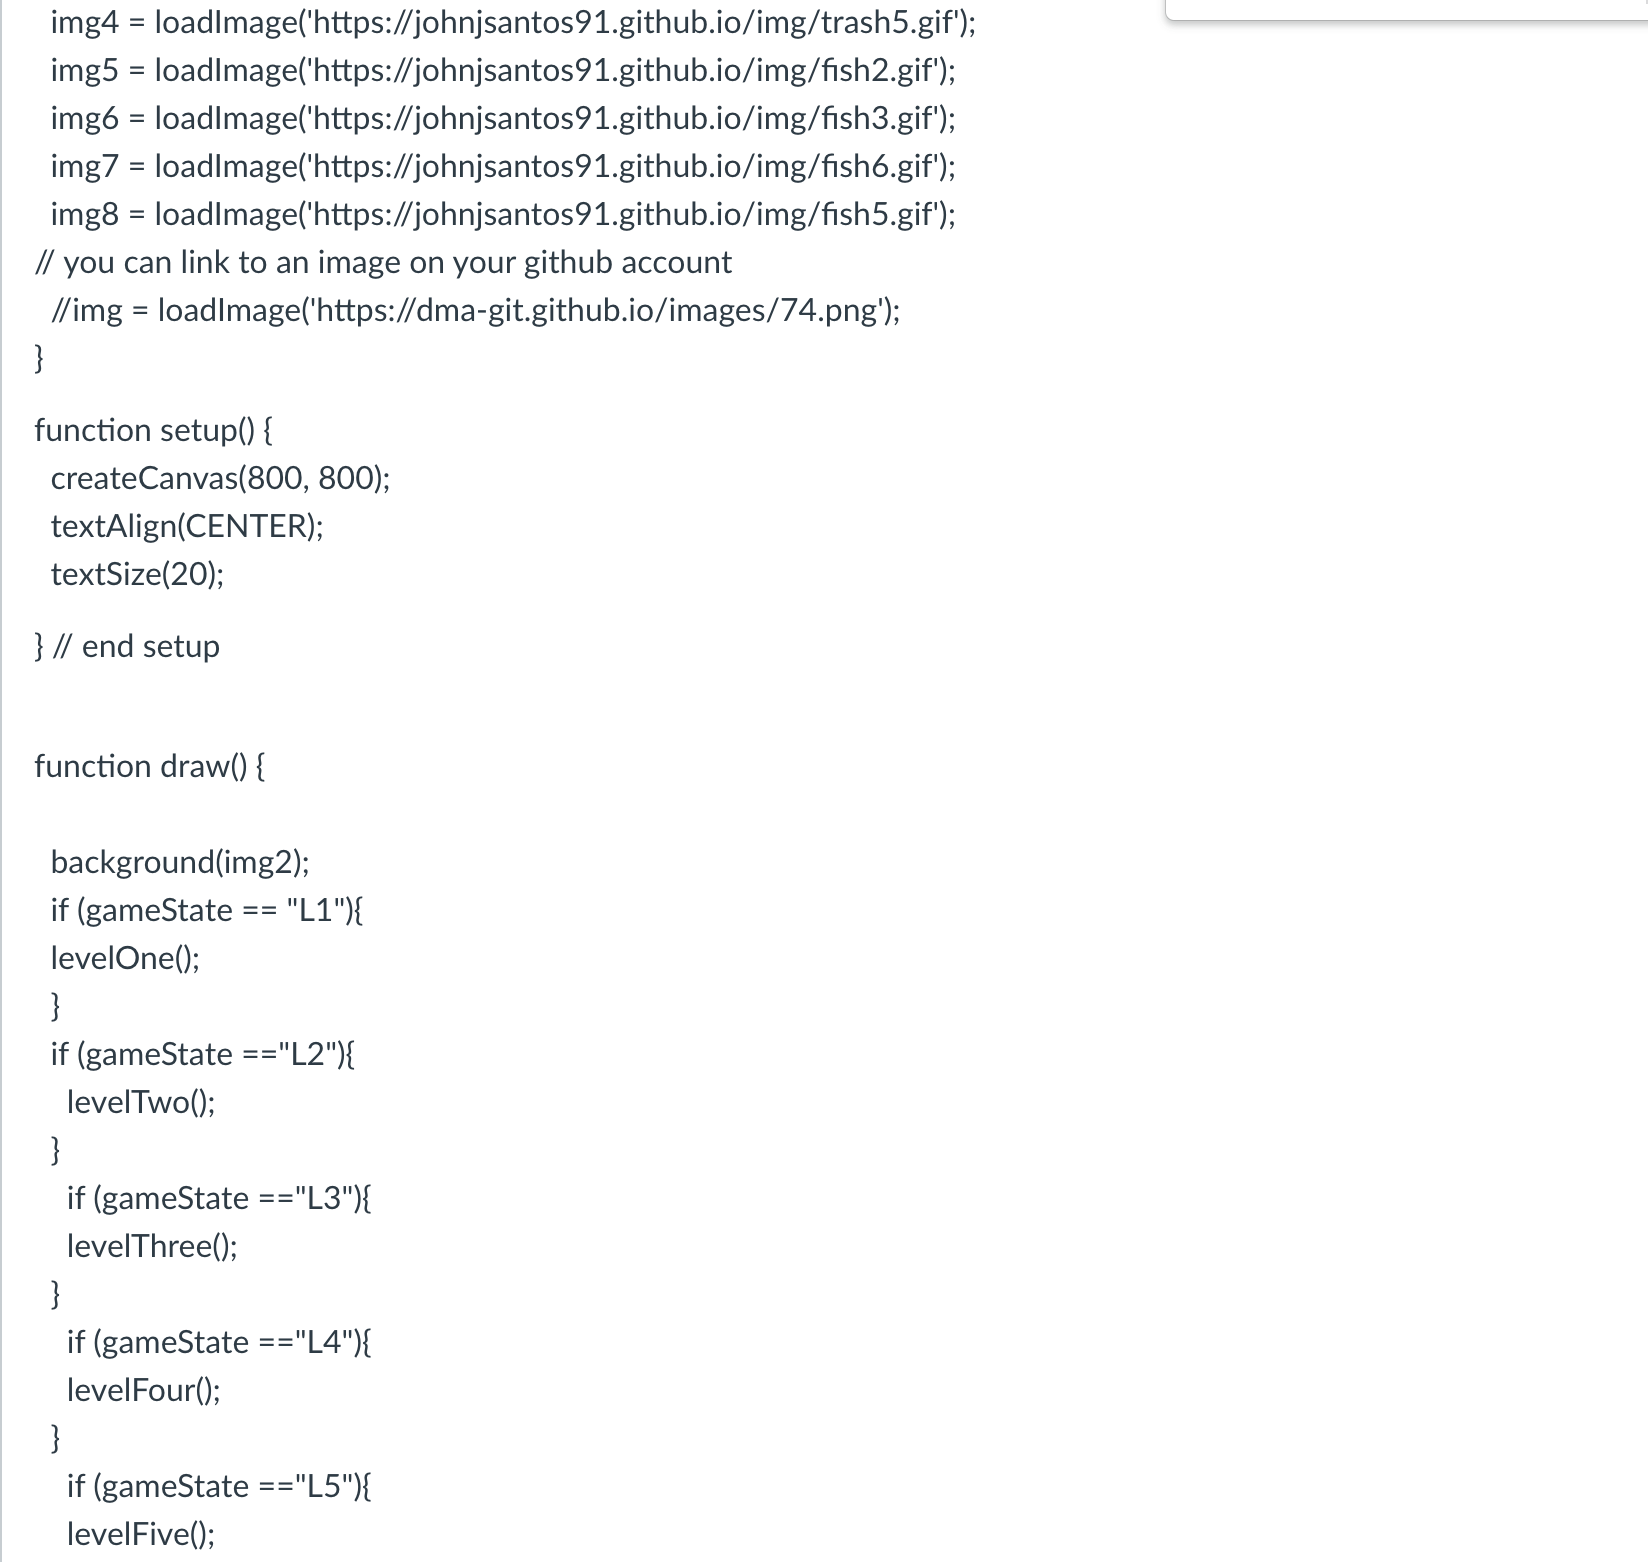 img4 = loadImage('https://johnjsantos91.github.io/img/trash5.gif');
img5 = loadImage('https://johnjsantos91.github.io/img/fish2.gif');
img6 = loadImage('https://johnjsantos91.github.io/img/fish3.gif');
img7 = loadImage('https://johnjsantos91.github.io/img/fish6.gif');
img8 = loadImage('https://johnjsantos91.github.io/img/fish5.gif');
// you can link to an image on your github account
//img = loadImage('https://dma-git.github.io/images/74.png');
}
function setup() {
createCanvas(800, 800);
textAlign(CENTER);
textSize(20);
} // end setup
function draw() {
background(img2);
if (gameState == "L1"){
levelOne();
}
if (gameState =="L2"){
levelTwo();
}
if (gameState =="L3"){
levelThree();
}
if (gameState =="L4"){
levelFour();
}
if (gameState =="L5"){
levelFive();